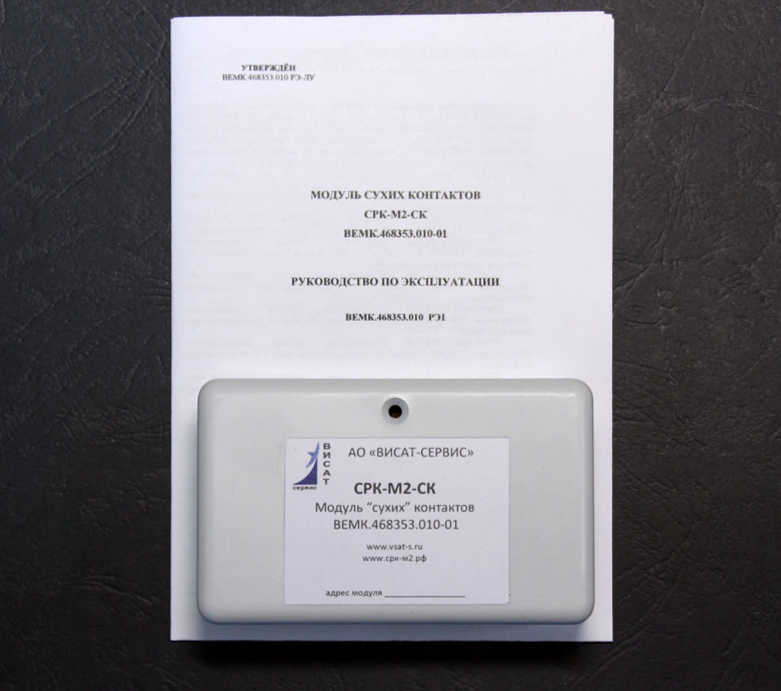 УТВЕРЖДЁН
ВЕМК.468353.010 РЭ-ЛУ
МОДУЛЬ СУХИХ КОНТАКТОВ
СРК-М2-СК
ВЕМК.468353.010-01
РУКОВОДСТВО ПО ЭКСПЛУАТАЦИИ
ВЕМК.468353.010 РЭ1
ВИСАТ
сервис
АО «ВИСАТ-СЕРВИС»
СРК-М2-СК
Модуль “сухих” контактов
ВЕМК.468353.010-01
www.vsat-s.ru
www.срк-м2.рф
адрес модуля _______________